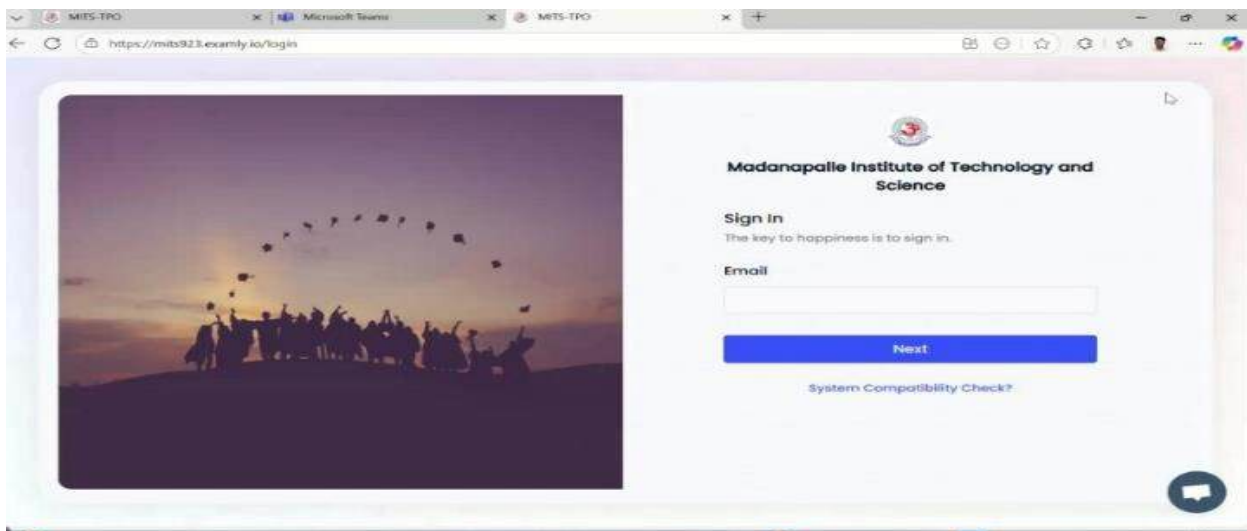 MITS-TPO
Microsoft Teams
MITS-TPO
https://mits923.examly.io/login
Madanapalle Institute of Technology and
Science
Sign In
The key to happiness is to sign in.
Email
Next
System Compatibility Check?